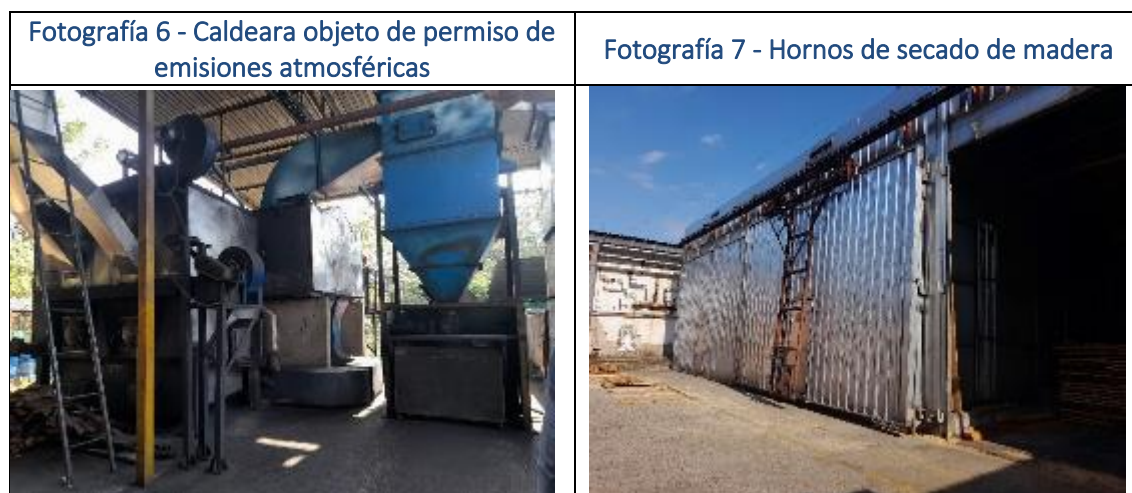 Fotografía 6 - Caldeara objeto de permiso de
emisiones atmosféricas
Fotografía 7 - Hornos de secado de madera